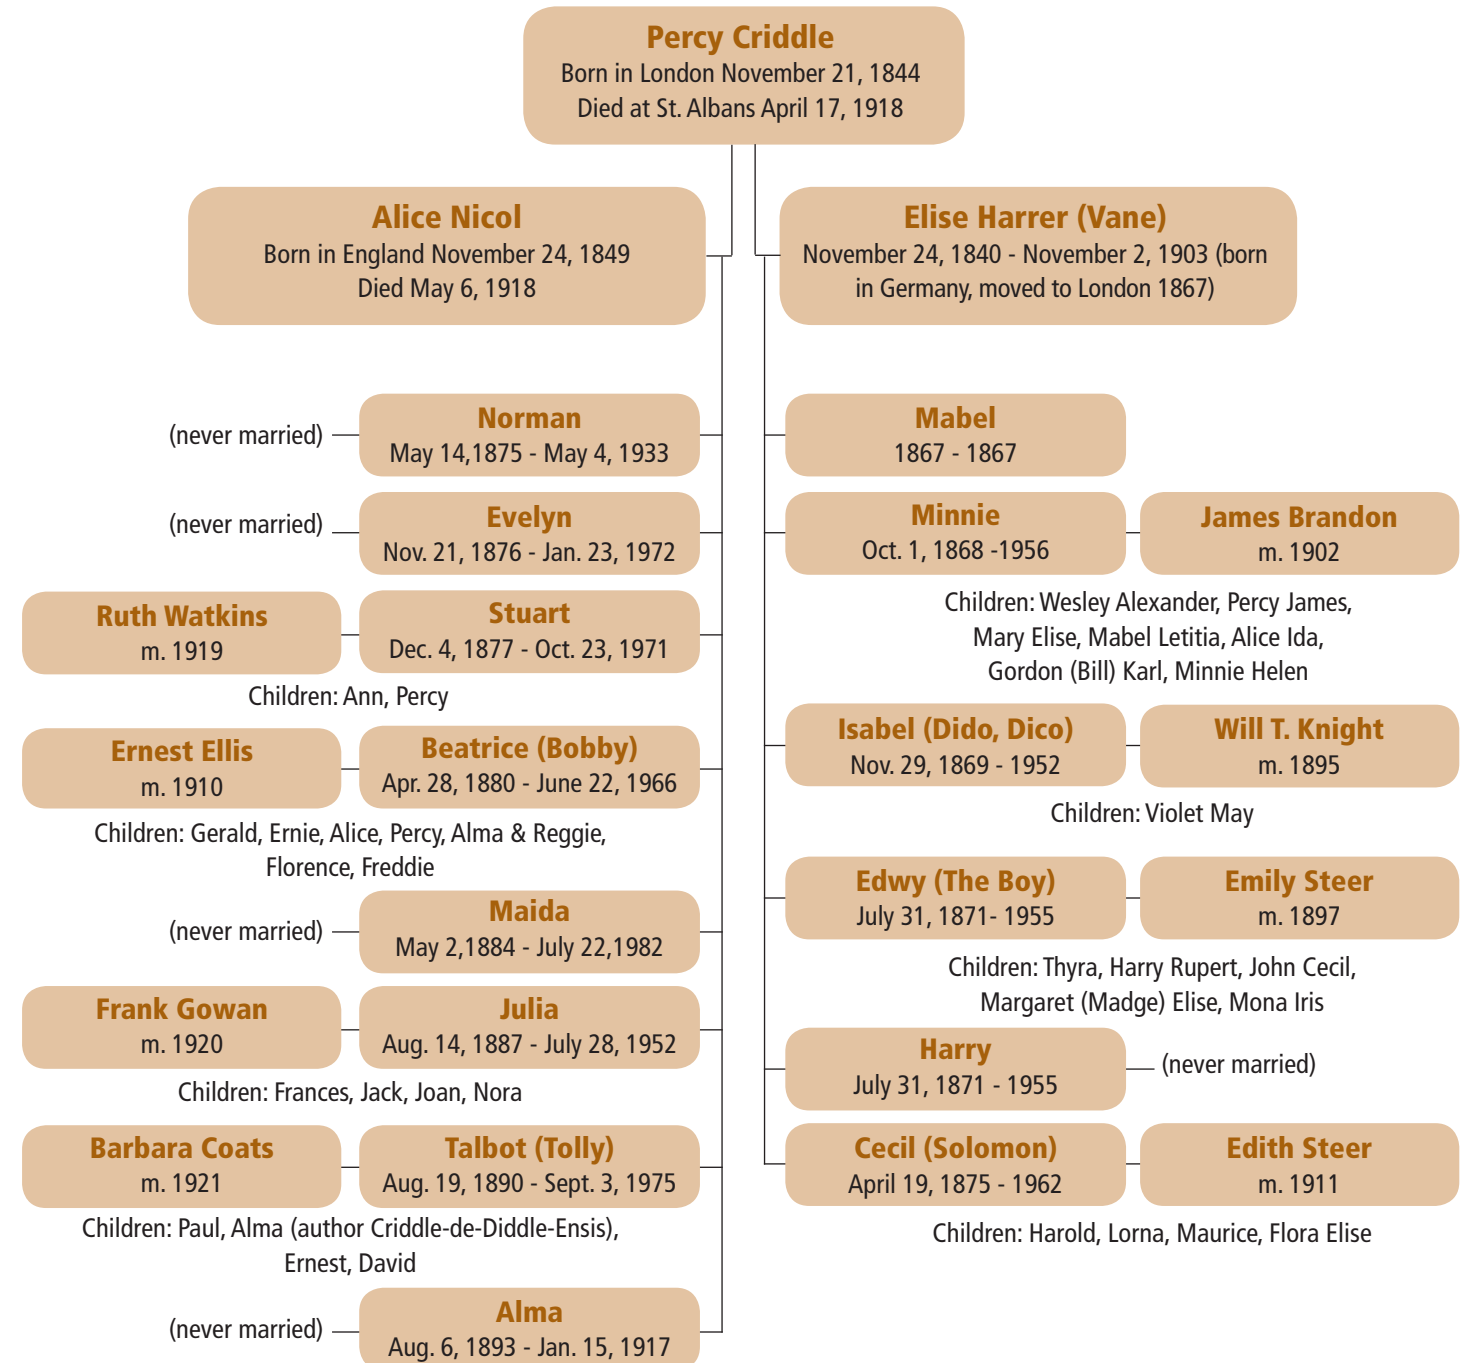 Percy Criddle
Born in London November 21, 1844
Died at St. Albans April 17, 1918
Alice Nicol
Born in England November 24, 1849
Died May 6, 1918
Elise Harrer (Vane)
November 24, 1840 - November 2, 1903 (born
in Germany, moved to London 1867)
(never married)
Norman
May 14,1875 - May 4, 1933
(never married)
Evelyn
Nov. 21, 1876 - Jan. 23, 1972
Ruth Watkins
m. 1919
Stuart
Dec. 4, 1877 - Oct. 23, 1971
Children: Ann, Percy
Ernest Ellis
m. 1910
Beatrice (Bobby)
Apr. 28, 1880 - June 22, 1966
Children: Gerald, Ernie, Alice, Percy, Alma & Reggie,
Florence, Freddie
(never married)
Maida
May 2,1884 - July 22,1982
Frank Gowan
m. 1920
Julia
Aug. 14, 1887 - July 28, 1952
Children: Frances, Jack, Joan, Nora
Barbara Coats
m. 1921
Talbot (Tolly)
Aug. 19, 1890 - Sept. 3, 1975
Children: Paul, Alma (author Criddle-de-Diddle-Ensis),
Ernest, David
(never married)
Alma
Aug. 6, 1893 - Jan. 15, 1917
Mabel
1867 - 1867
Minnie
Oct. 1, 1868 -1956
James Brandon
m. 1902
Children: Wesley Alexander, Percy James,
Mary Elise, Mabel Letitia, Alice Ida,
Gordon (Bill) Karl, Minnie Helen
Isabel (Dido, Dico)
Nov. 29, 1869 - 1952
Will T. Knight
m. 1895
Children: Violet May
Edwy (The Boy)
July 31, 1871- 1955
Emily Steer
m. 1897
Children: Thyra, Harry Rupert, John Cecil,
Margaret (Madge) Elise, Mona Iris
Harry
July 31, 1871 - 1955
(never married)
Cecil (Solomon)
April 19, 1875 - 1962
Edith Steer
m. 1911
Children: Harold, Lorna, Maurice, Flora Elise